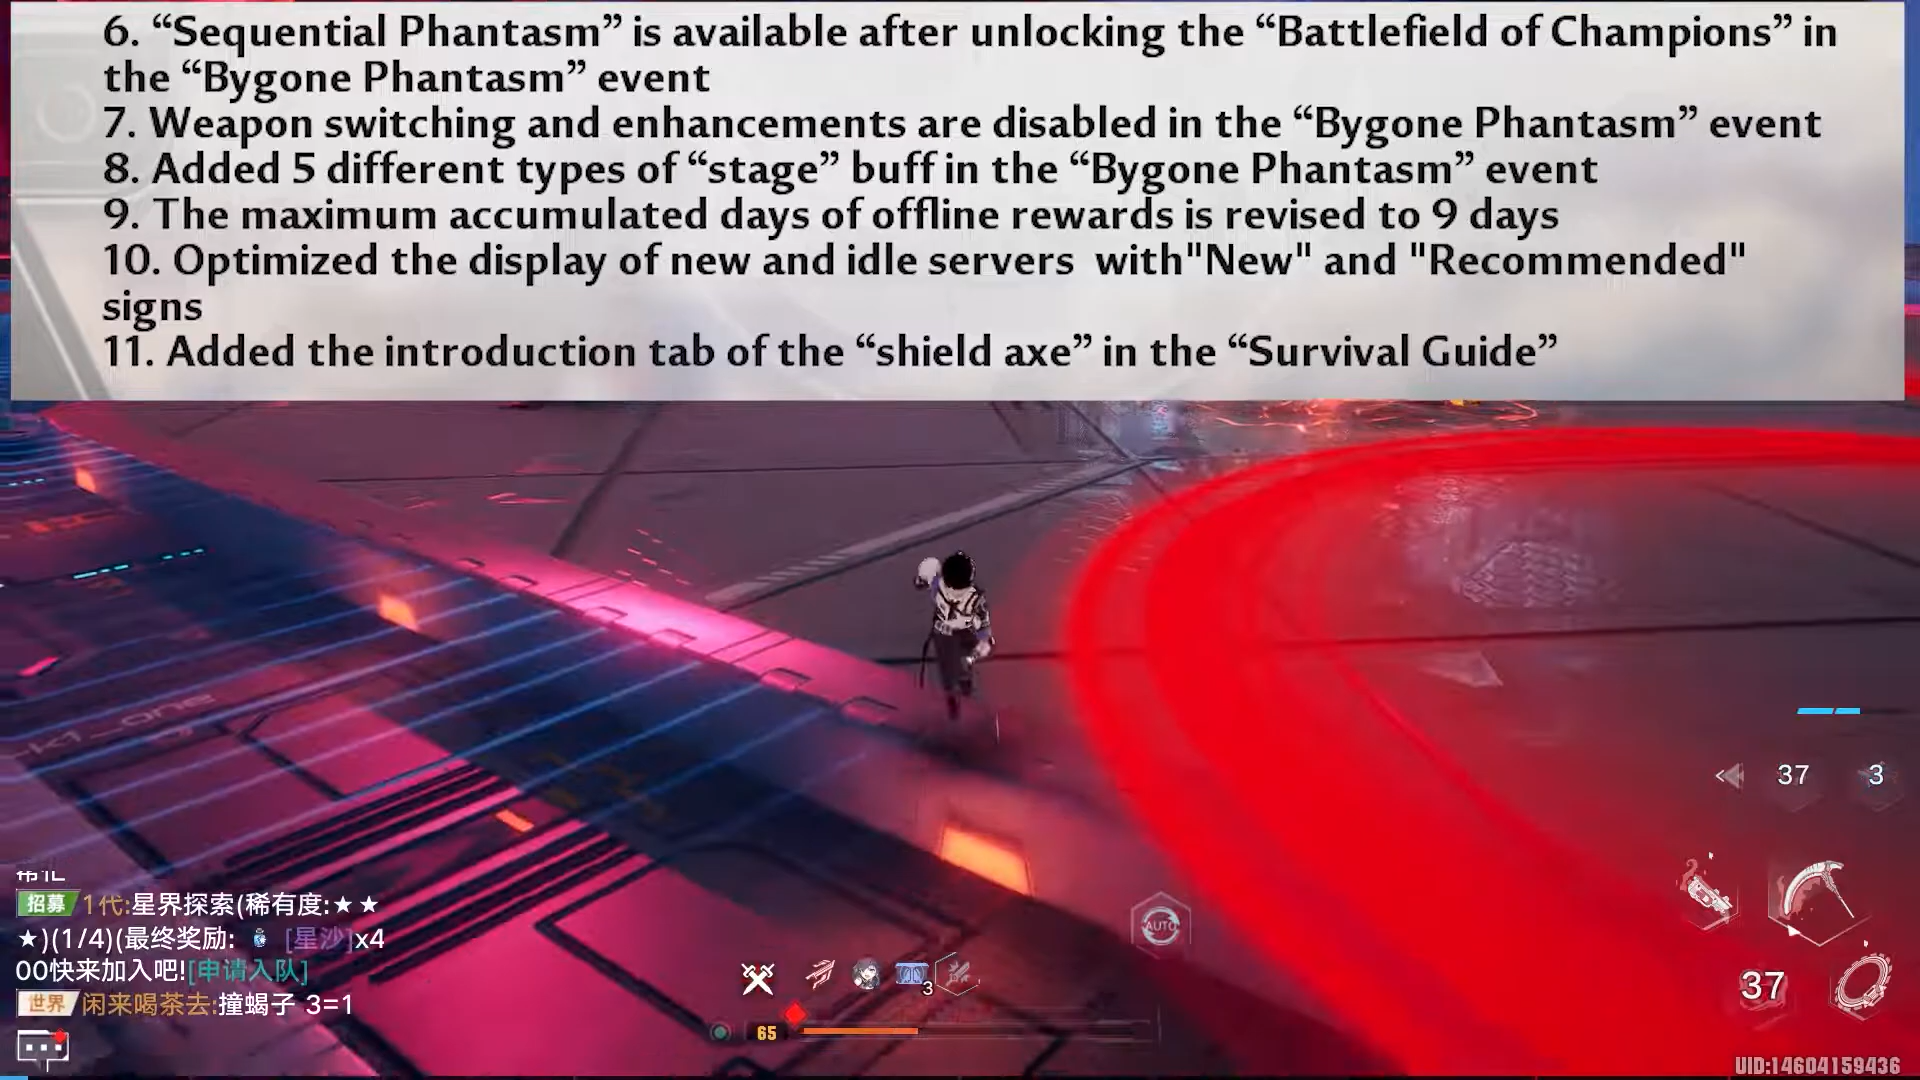 6. “Sequential Phantasm” is available after unlocking the “Battlefield of Champions” in
the “Bygone Phantasm” event
7. Weapon switching and enhancements are disabled in the “Bygone Phantasm” event
8. Added 5 different types of “stage” buff in the “Bygone Phantasm” event
9. The maximum accumulated days of offline rewards is revised to 9 days
10. Optimized the display of new and idle servers  with"New" and "Recommended"
signs
11. Added the introduction tab of the “shield axe” in the “Survival Guide”
37 3
招募 1代:星界探索(稀有度:★★
★)(1/4)(最终奖励: [星沙]x4
00快来加入吧![申请入队]
世界 闲来喝茶去:撞蝎子 3=1
AUTO
3
37
65
UID:14604159436